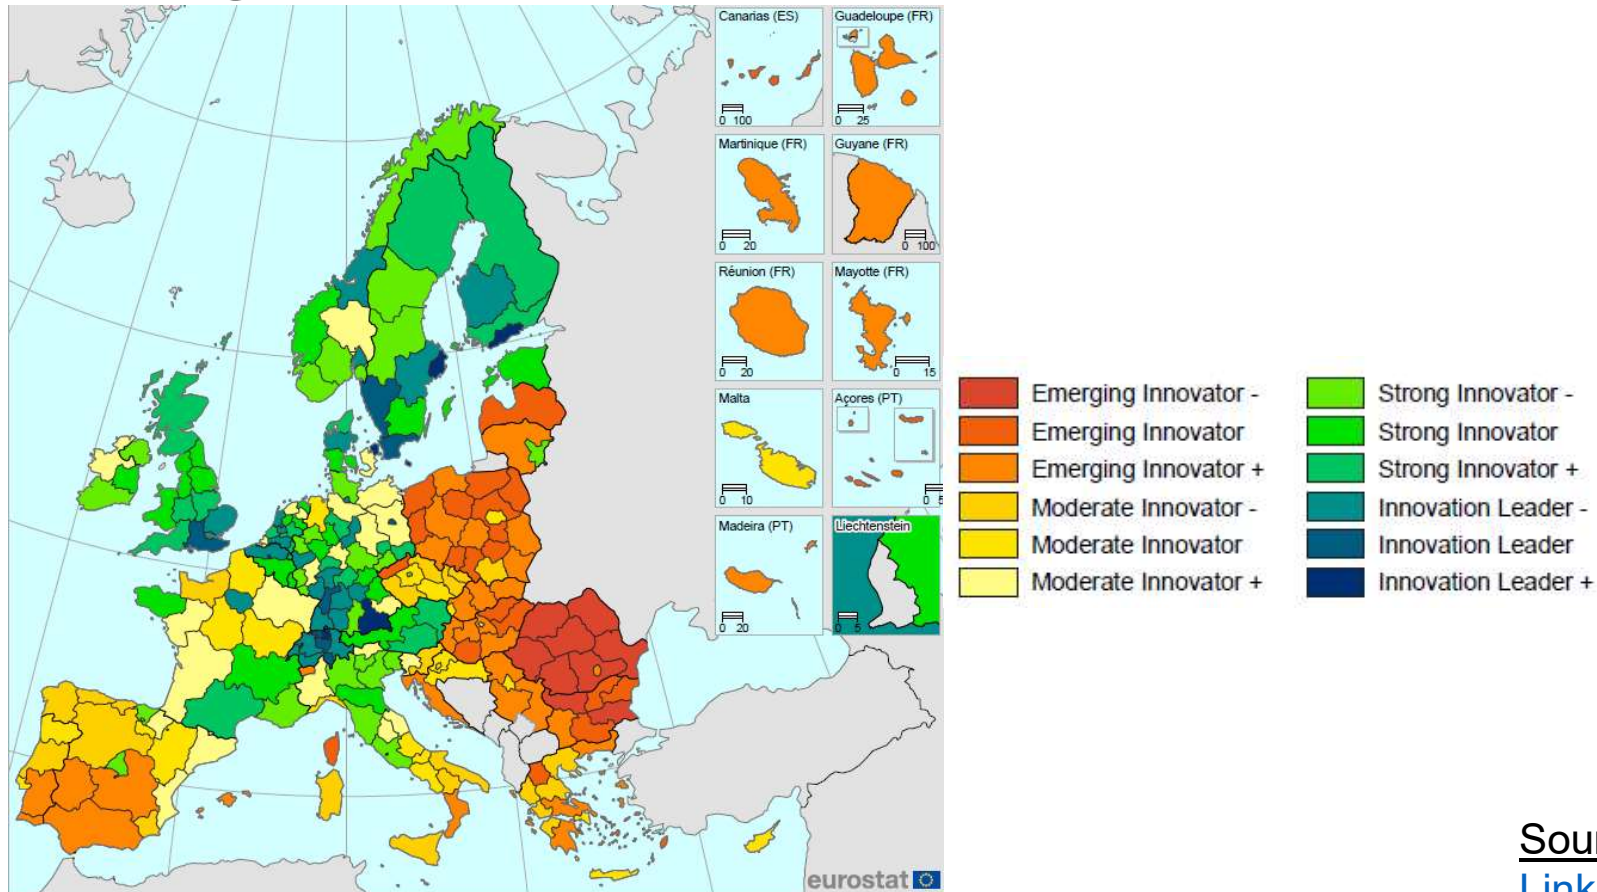 Canarias (ES)
0 100
Guadeloupe (FR)
0 25
Martinique (FR)
0 20
Guyane (FR)
0 100
Réunion (FR)
0 20
Mayotte (FR)
0 15
Malta
0 10
Açores (PT)
0
Madeira (PT)
0 20
Liechtenstein
0 5
eurostat
Emerging Innovator -
Emerging Innovator
Emerging Innovator +
Moderate Innovator -
Moderate Innovator
Moderate Innovator +
Strong Innovator -
Strong Innovator
Strong Innovator +
Innovation Leader -
Innovation Leader
Innovation Leader +
Sour
Link